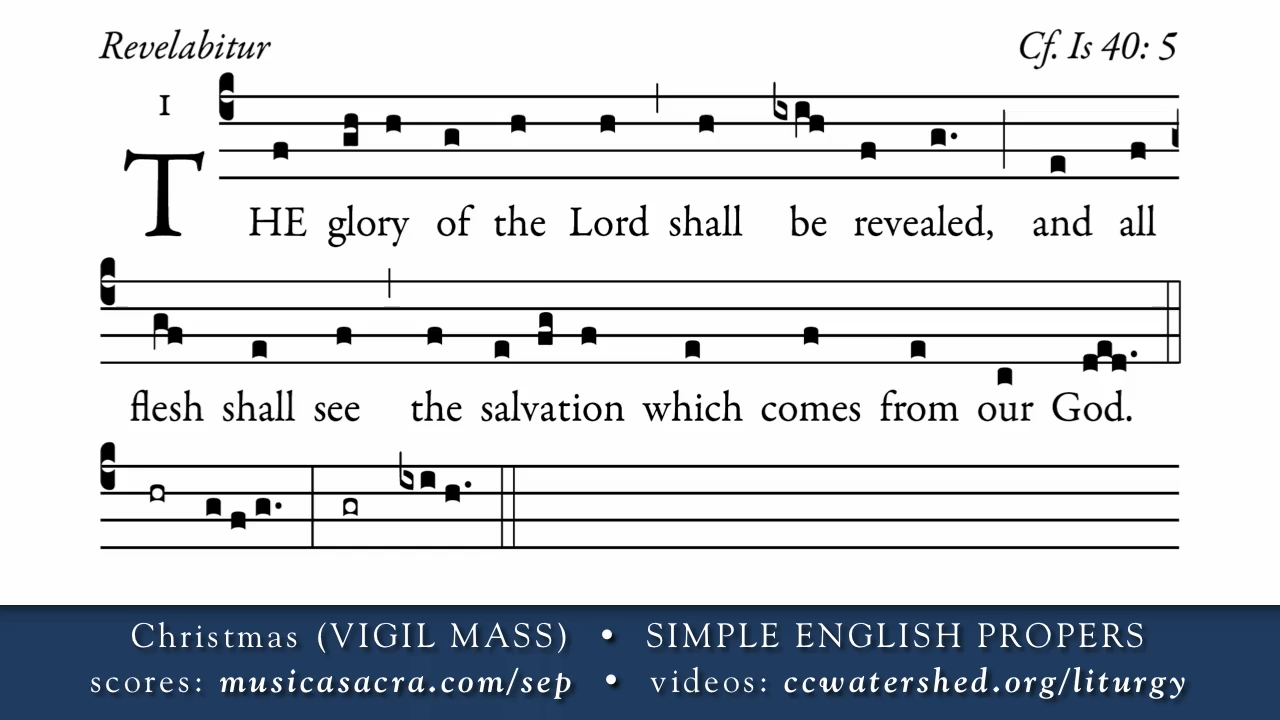 Revelabitur Cf. Is 40: 5
I
THE glory of the Lord shall be revealed, and all
flesh shall see the salvation which comes from our God.
Christmas (VIGIL MASS) • SIMPLE ENGLISH PROPERS
scores: musicasacra.com/sep • videos: ccwatershed.org/liturgy